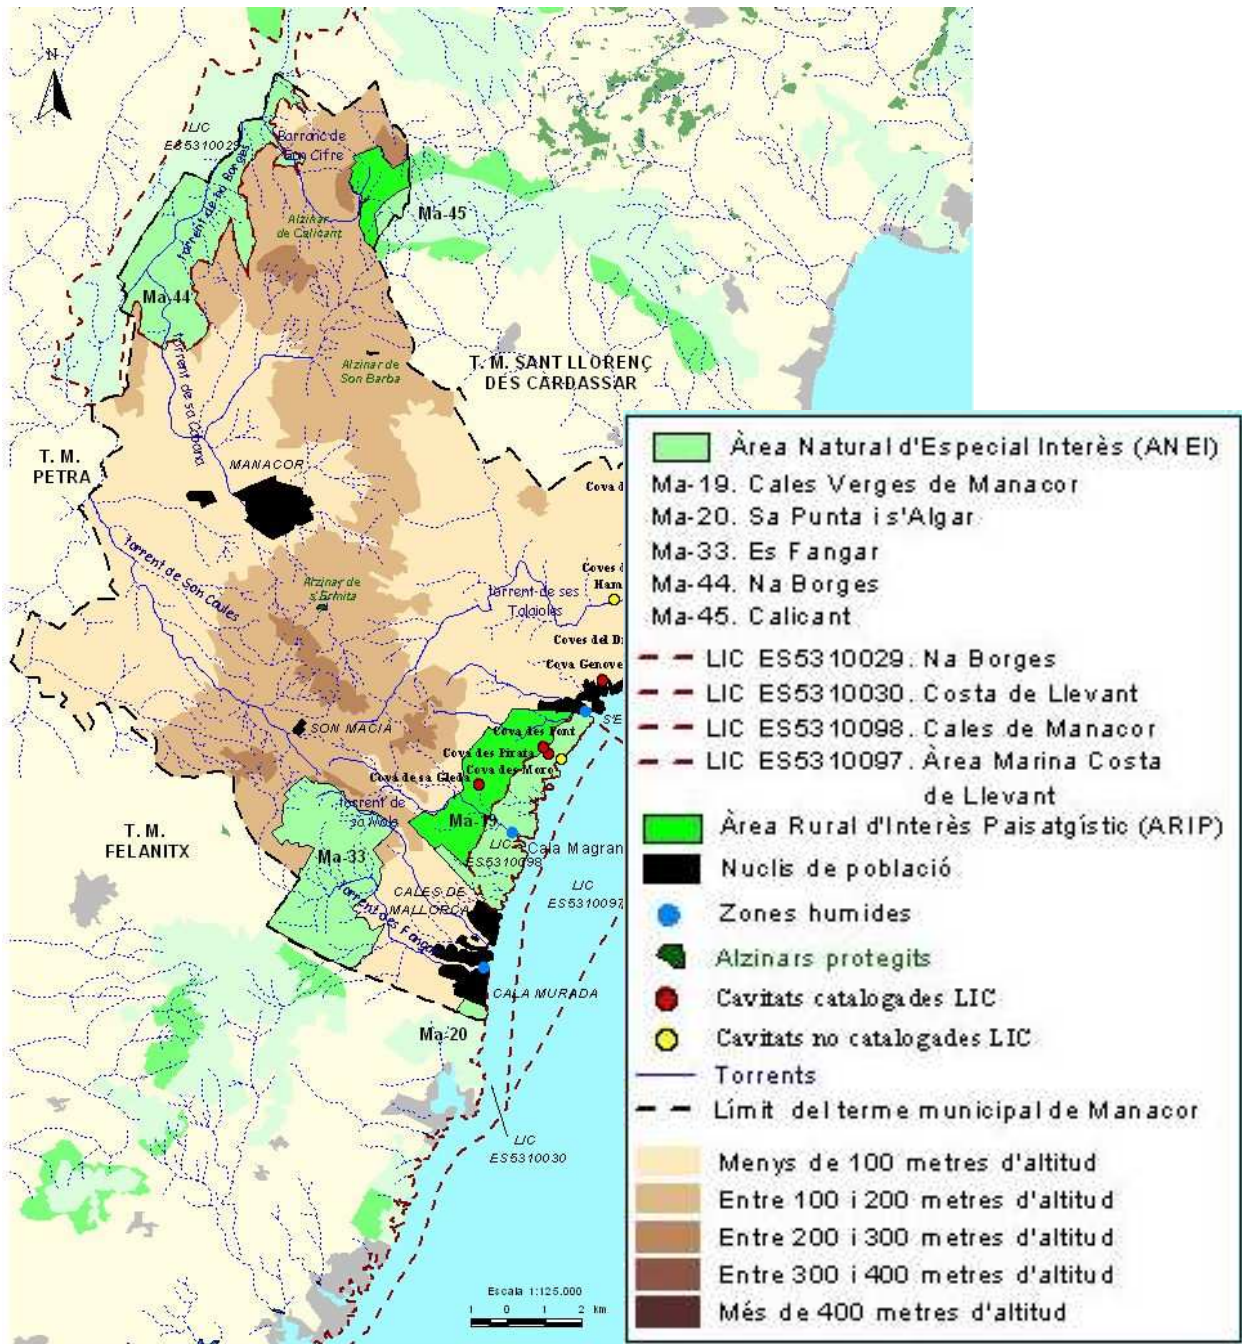 N
LIC
ES5310029
Barranc de
Son Cifre
Torrent de na Borges
Alzinar
de Calicant
Ma-45
Ma-44
Torrent de sa Cabana
Alzinar de
Son Barba
T. M. SANT LLORENÇ
DES CARDASSAR
T. M.
PETRA
MANACOR
Cova d
Torrent de Son Caules
Alzinar de
s'Ermita
Coves d
Ham
Torrent de ses
Talaioles
Coves del D
Cova Genove
SON MACIÀ
S'E
Cova des Pont
Cova des Pirata
Cova des Moro
Cova de sa Gleda
Torrent de
Ma-19
T. M.
FELANITX
Ma-33
LIC
ES5310098
Cala Magran
LIC
ES5310097
CALES DE
MALLORCA
Torrent des Fangar
CALA MURADA
Ma-20
LIC
ES5310030
Escala 1:125.000
1 0 1 2 km
Àrea Natural d'Especial Interès (ANEI)
Ma-19. Cales Verges de Manacor
Ma-20. Sa Punta i s'Algar
Ma-33. Es Fangar
Ma-44. Na Borges
Ma-45. Calicant
LIC ES5310029. Na Borges
LIC ES5310030. Costa de Llevant
LIC ES5310098. Cales de Manacor
LIC ES5310097. Àrea Marina Costa
de Llevant
Àrea Rural d'Interès Paisatgístic (ARIP)
Nuclis de població
Zones humides
Alzinars protegits
Cavitats catalogades LIC
Cavitats no catalogades LIC
Torrents
Límit del terme municipal de Manacor
Menys de 100 metres d'altitud
Entre 100 i 200 metres d'altitud
Entre 200 i 300 metres d'altitud
Entre 300 i 400 metres d'altitud
Més de 400 metres d'altitud